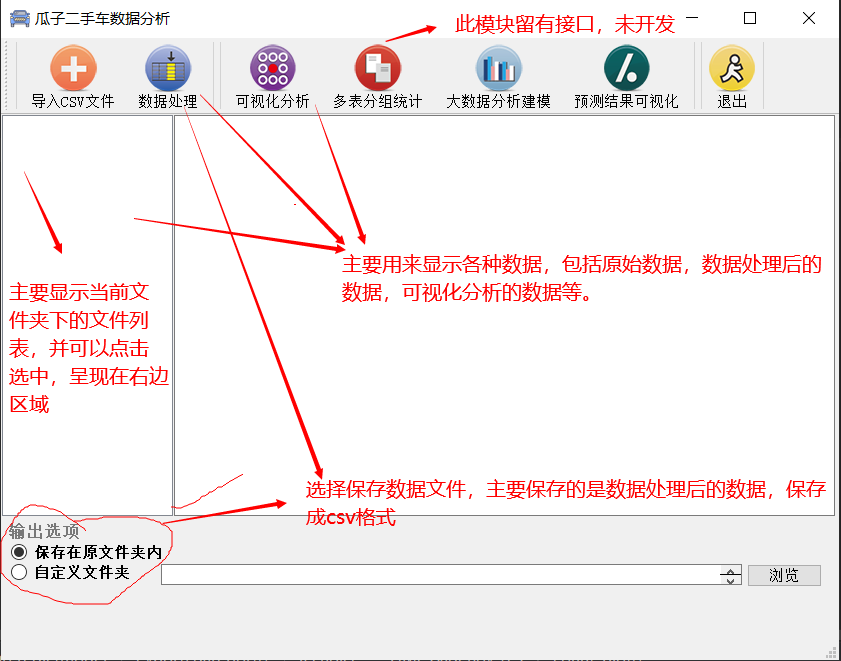 瓜子二手车数据分析
此模块留有接口，未开发
导入CSV文件 数据处理 可视化分析 多表分组统计 大数据分析建模 预测结果可视化 退出
主要用来显示各种数据，包括原始数据，数据处理后的
数据，可视化分析的数据等。
主要显示当前文
件夹下的文件列
表，并可以点击
选中，呈现在右边
区域
选择保存数据文件，主要保存的是数据处理后的数据，保存
成csv格式
输出选项
保存在原文件夹内
自定义文件夹
浏览